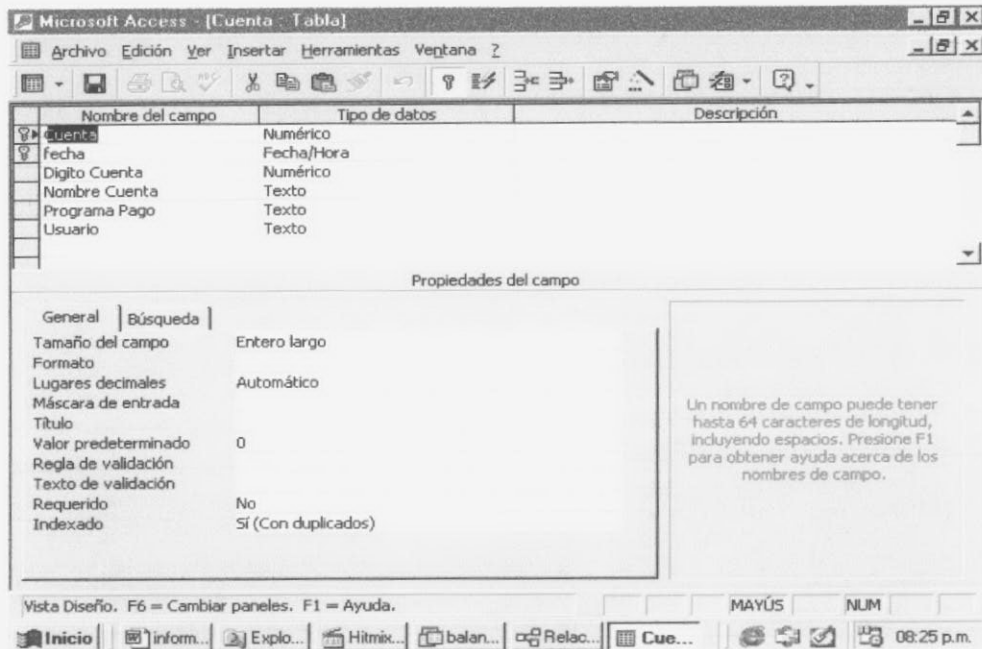 Microsoft Access - [Cuenta : Tabla]
Archivo Edición Ver Insertar Herramientas Ventana ?
Nombre del campo Tipo de datos Descripción
Cuenta Numérico
fecha Fecha/Hora
Digito Cuenta Numérico
Nombre Cuenta Texto
Programa Pago Texto
Usuario Texto
Propiedades del campo
General Búsqueda
Tamaño del campo Entero largo
Formato
Lugares decimales Automático
Máscara de entrada
Título
Valor predeterminado 0
Regla de validación
Texto de validación
Requerido No
Indexado Sí (Con duplicados)
Un nombre de campo puede tener
hasta 64 caracteres de longitud,
incluyendo espacios. Presione F1
para obtener ayuda acerca de los
nombres de campo.
Vista Diseño. F6 = Cambiar paneles. F1 = Ayuda. MAYÚS NUM
Inicio inform... Explo... Hitmix... balan... Relac... Cue... 08:25 p.m.